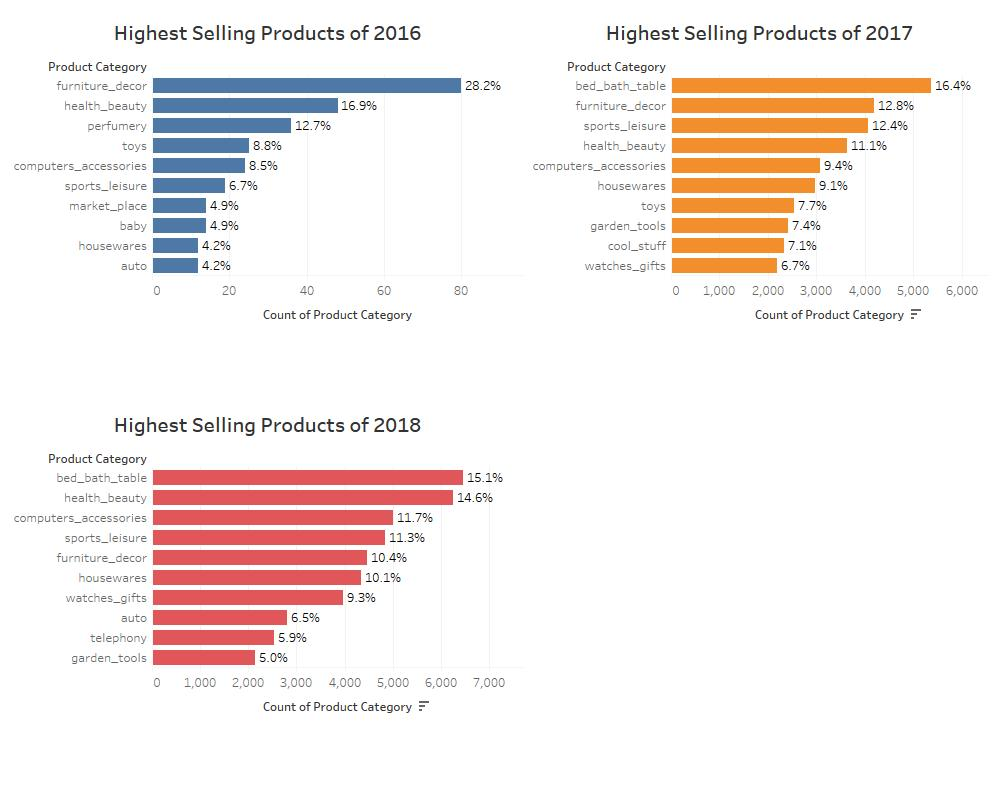 Highest Selling Products of 2016
Product Category
furniture_decor 28.2%
health_beauty 16.9%
perfumery 12.7%
toys 8.8%
computers_accessories 8.5%
sports_leisure 6.7%
market_place 4.9%
baby 4.9%
housewares 4.2%
auto 4.2%
0 20 40 60 80
Count of Product Category
Highest Selling Products of 2017
Product Category
bed_bath_table 16.4%
furniture_decor 12.8%
sports_leisure 12.4%
health_beauty 11.1%
computers_accessories 9.4%
housewares 9.1%
toys 7.7%
garden_tools 7.4%
cool_stuff 7.1%
watches_gifts 6.7%
0 1,000 2,000 3,000 4,000 5,000 6,000
Count of Product Category
Highest Selling Products of 2018
Product Category
bed_bath_table 15.1%
health_beauty 14.6%
computers_accessories 11.7%
sports_leisure 11.3%
furniture_decor 10.4%
housewares 10.1%
watches_gifts 9.3%
auto 6.5%
telephony 5.9%
garden_tools 5.0%
0 1,000 2,000 3,000 4,000 5,000 6,000 7,000
Count of Product Category